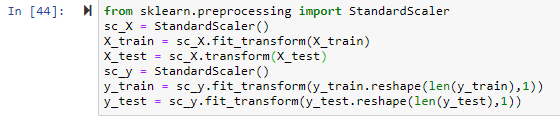 In [44]:
from sklearn.preprocessing import StandardScaler
sc_X = StandardScaler()
X_train = sc_X.fit_transform(X_train)
X_test = sc_X.transform(X_test)
sc_y = StandardScaler()
y_train = sc_y.fit_transform(y_train.reshape(len(y_train),1))
y_test = sc_y.fit_transform(y_test.reshape(len(y_test),1))